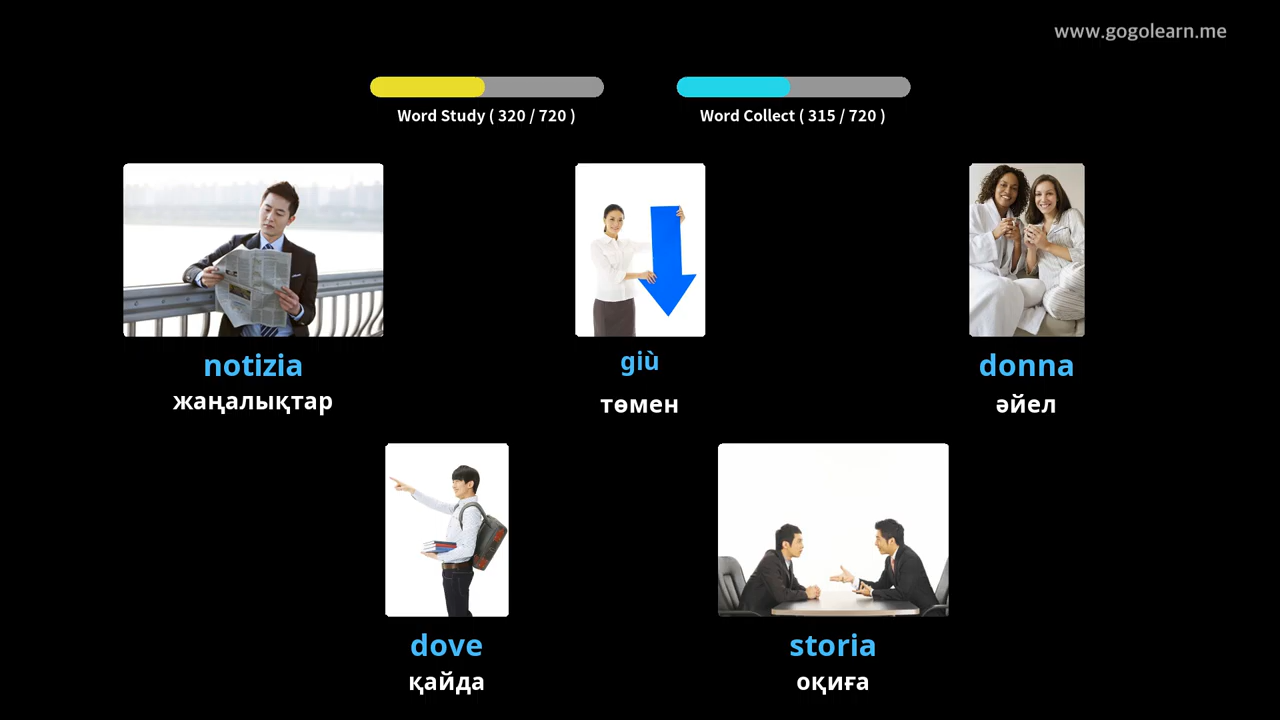 www.gogolearn.me
Word Study ( 320 / 720 )
Word Collect ( 315 / 720 )
notizia
жаңалықтар
giù
төмен
donna
әйел
dove
қайда
storia
оқиға